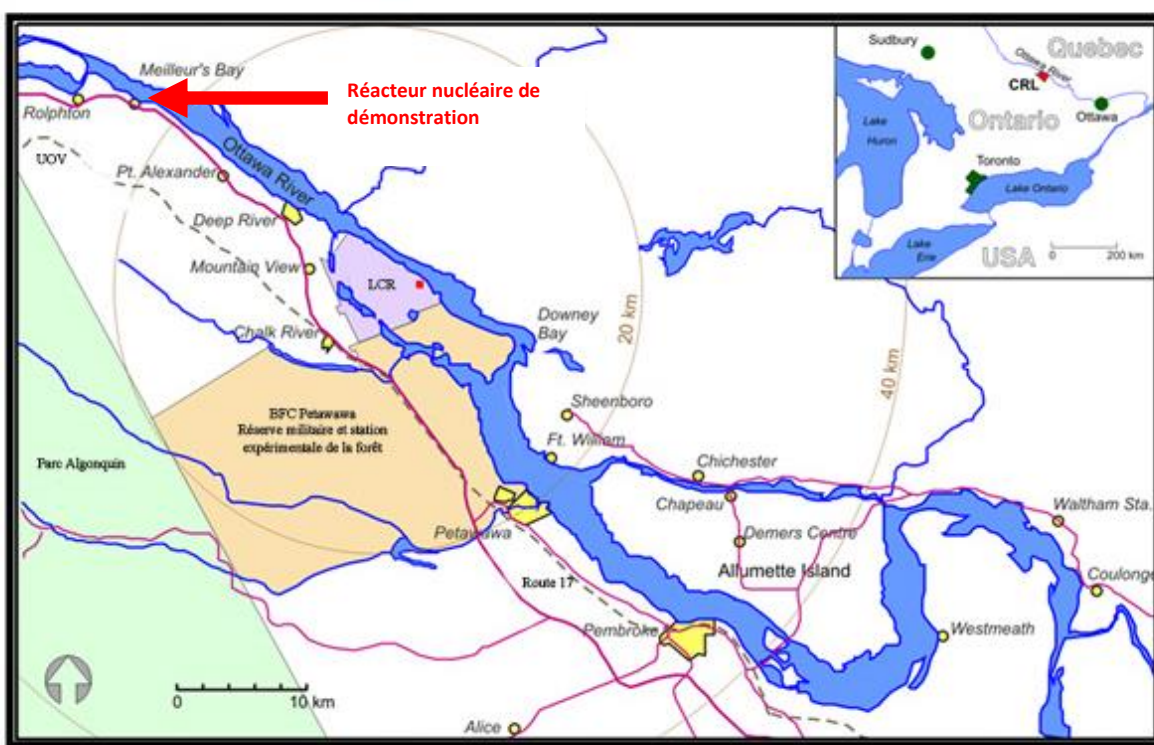 Meilleur's Bay
Réacteur nucléaire de
démonstration
Rolphton
UOV
Ottawa River
Pt. Alexander
Deep River
Mountain View
LCR
Chalk River
Downey
Bay
20 km
40 km
Sheenboro
BFC Petawawa
Réserve militaire et station
expérimentale de la forêt
Ft. William
Parc Algonquin
Chichester
Chapeau
Waltham Sta.
Petawawa
Demers Centre
Allumette Island
Route 17
Coulonge
Pembroke
Westmeath
0
10 km
Alice
Sudbury
Quebec
Ottawa River
CRL
Ottawa
Ontario
Lake
Huron
Toronto
Lake Ontario
Lake
Erie
USA
0
200 km